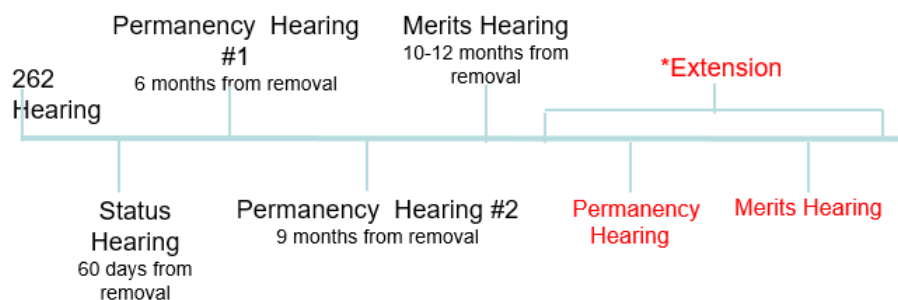 262
Hearing
Permanency Hearing
#1
6 months from removal
Merits Hearing
10-12 months from
removal
*Extension
Status
Hearing
60 days from
removal
Permanency Hearing #2
9 months from removal
Permanency
Hearing
Merits Hearing